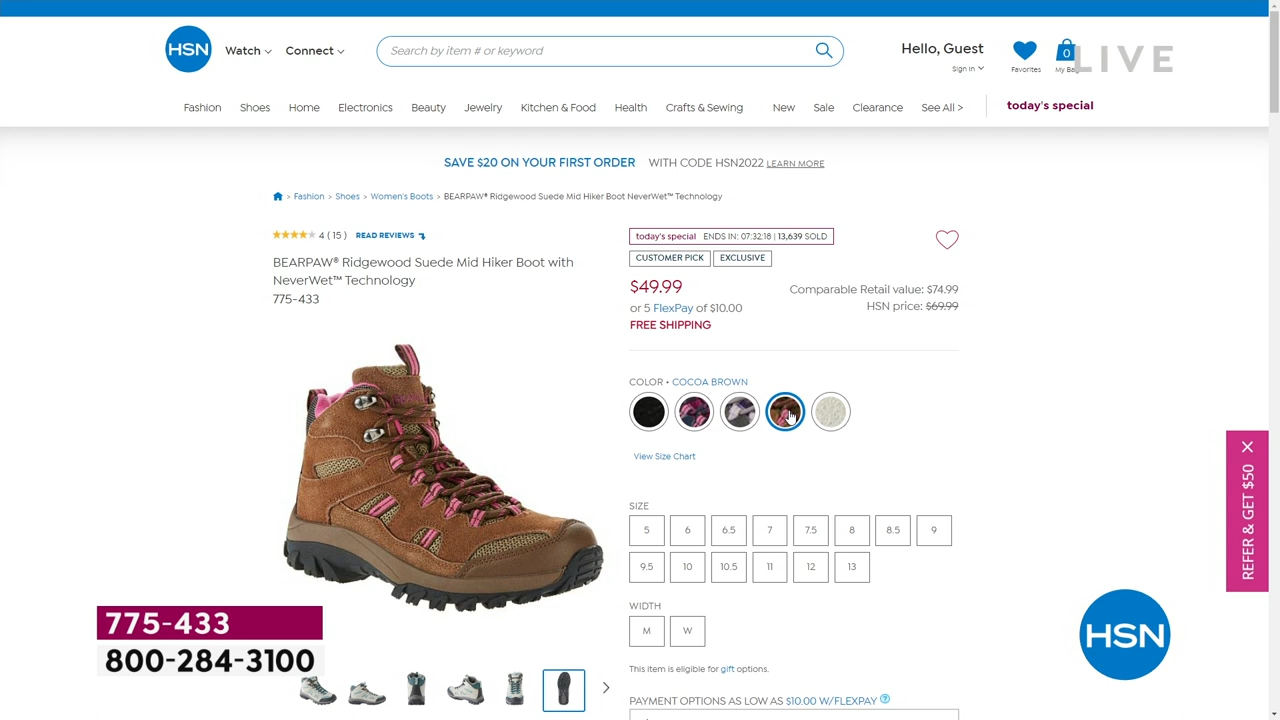 HSN
Watch
Connect
Search by item # or keyword
Hello, Guest
Sign in
Favorites
0
My Bag
LIVE
Fashion Shoes Home Electronics Beauty Jewelry Kitchen & Food Health Crafts & Sewing New Sale Clearance See All > today's special
SAVE $20 ON YOUR FIRST ORDER WITH CODE HSN2022 LEARN MORE
> Fashion > Shoes > Women's Boots > BEARPAW® Ridgewood Suede Mid Hiker Boot NeverWet™ Technology
4 ( 15 ) READ REVIEWS
BEARPAW® Ridgewood Suede Mid Hiker Boot with
NeverWet™ Technology
775-433
today's special ENDS IN: 07:32:18 | 13,639 SOLD
CUSTOMER PICK EXCLUSIVE
$49.99
or 5 FlexPay of $10.00
FREE SHIPPING
Comparable Retail value: $74.99
HSN price: $69.99
COLOR • COCOA BROWN
View Size Chart
SIZE
5 6 6.5 7 7.5 8 8.5 9
9.5 10 10.5 11 12 13
WIDTH
M W
This item is eligible for gift options.
PAYMENT OPTIONS AS LOW AS $10.00 W/FLEXPAY ?
REFER & GET $50
775-433
800-284-3100
HSN